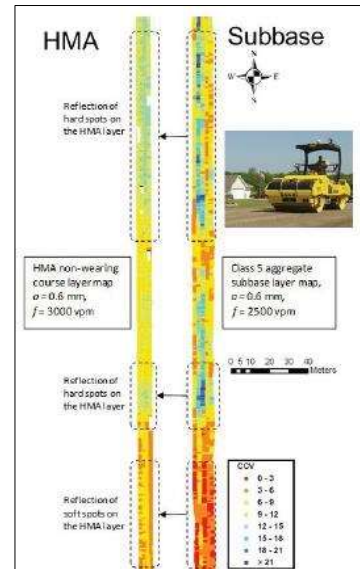 HMA
Subbase
N
W E
N
Reflection of
hard spots on
the HMA layer
HMA non-wearing
course layer map
a = 0.6 mm,
f = 3000 vpm
Class 5 aggregate
subbase layer map,
a = 0.6 mm,
f = 2500 vpm
0 5 10 20 30 40
Meters
Reflection of
hard spots on
the HMA layer
Reflection of
soft spots on
the HMA layer
CCV
0 - 3
3 - 6
6 - 9
9 - 12
12 - 15
15 - 18
18 - 21
> 21